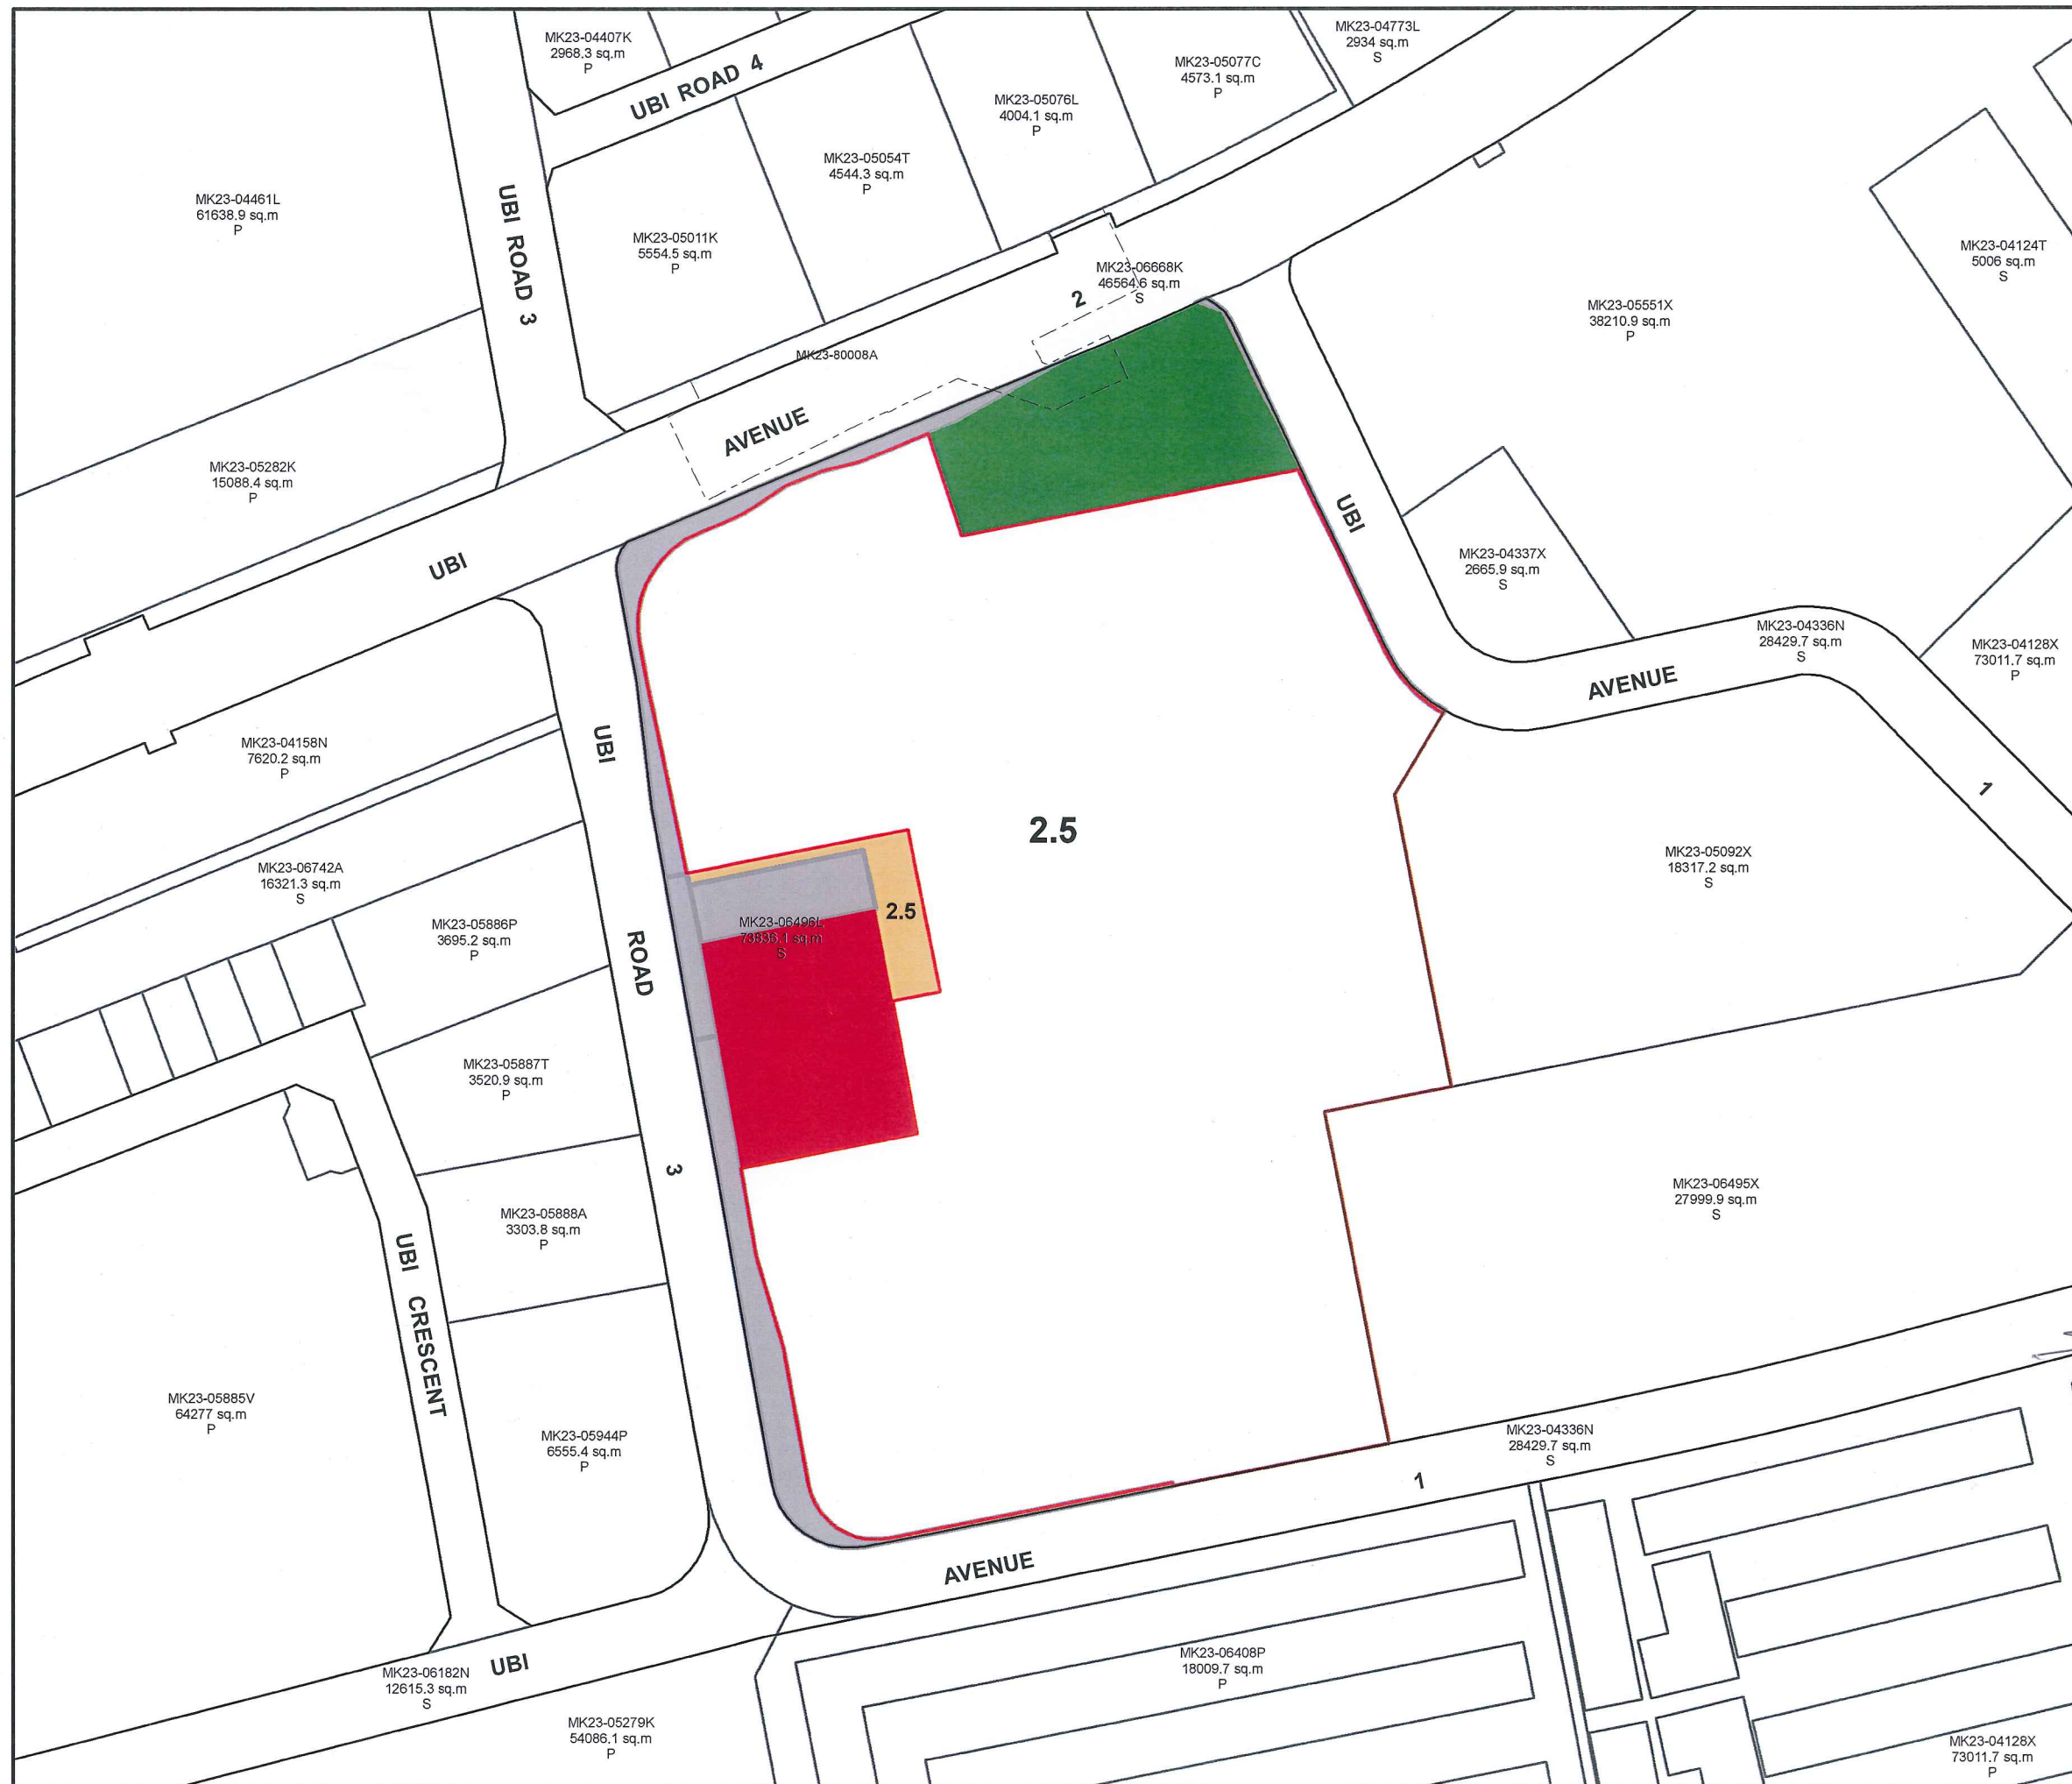 MK23-04407K
2968.3 sq.m
P
UBI ROAD 4
MK23-04773L
2934 sq.m
S
MK23-05077C
4573.1 sq.m
P
MK23-05076L
4004.1 sq.m
P
MK23-05054T
4544.3 sq.m
P
MK23-04461L
61638.9 sq.m
P
UBI ROAD 3
MK23-05011K
5554.5 sq.m
P
MK23-06668K
46564.6 sq.m
S
2
MK23-04124T
5006 sq.m
S
MK23-05551X
38210.9 sq.m
P
MK23-80008A
AVENUE
MK23-05282K
15088.4 sq.m
P
UBI
UBI
MK23-04337X
2665.9 sq.m
S
MK23-04336N
28429.7 sq.m
S
MK23-04128X
73011.7 sq.m
P
AVENUE
1
MK23-04158N
7620.2 sq.m
P
UBI
2.5
MK23-06742A
16321.3 sq.m
S
MK23-05092X
18317.2 sq.m
S
MK23-05886P
3695.2 sq.m
P
ROAD
MK23-06496L
73836.1 sq.m
S
2.5
MK23-05887T
3520.9 sq.m
P
3
MK23-06495X
27999.9 sq.m
S
MK23-05888A
3303.8 sq.m
P
UBI CRESCENT
MK23-05885V
64277 sq.m
P
MK23-05944P
6555.4 sq.m
P
MK23-04336N
28429.7 sq.m
S
1
AVENUE
UBI
MK23-06182N
12615.3 sq.m
S
MK23-06408P
18009.7 sq.m
P
MK23-05279K
54086.1 sq.m
P
MK23-04128X
73011.7 sq.m
P